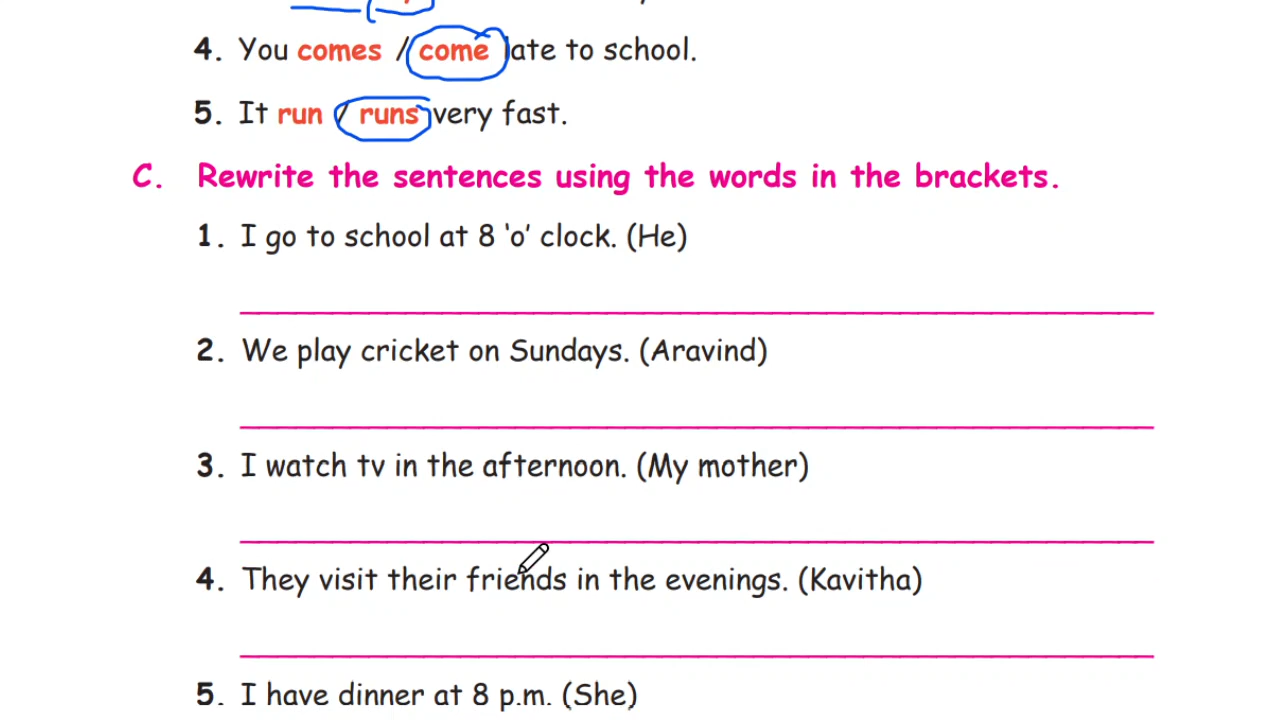 4. You comes / come late to school.
5. It run / runs very fast.
C. Rewrite the sentences using the words in the brackets.
1. I go to school at 8 ‘o’ clock. (He)
2. We play cricket on Sundays. (Aravind)
3. I watch tv in the afternoon. (My mother)
4. They visit their friends in the evenings. (Kavitha)
5. I have dinner at 8 p.m. (She)